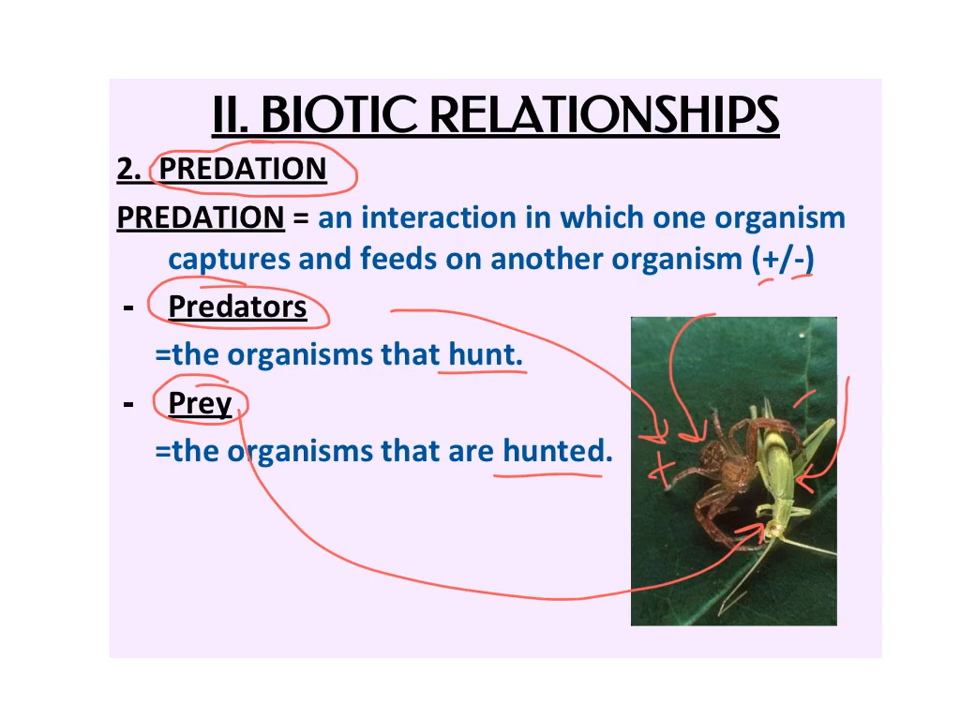 II. BIOTIC RELATIONSHIPS
2. PREDATION
PREDATION = an interaction in which one organism
captures and feeds on another organism (+/-)
- Predators
=the organisms that hunt.
- Prey
=the organisms that are hunted.
+
-